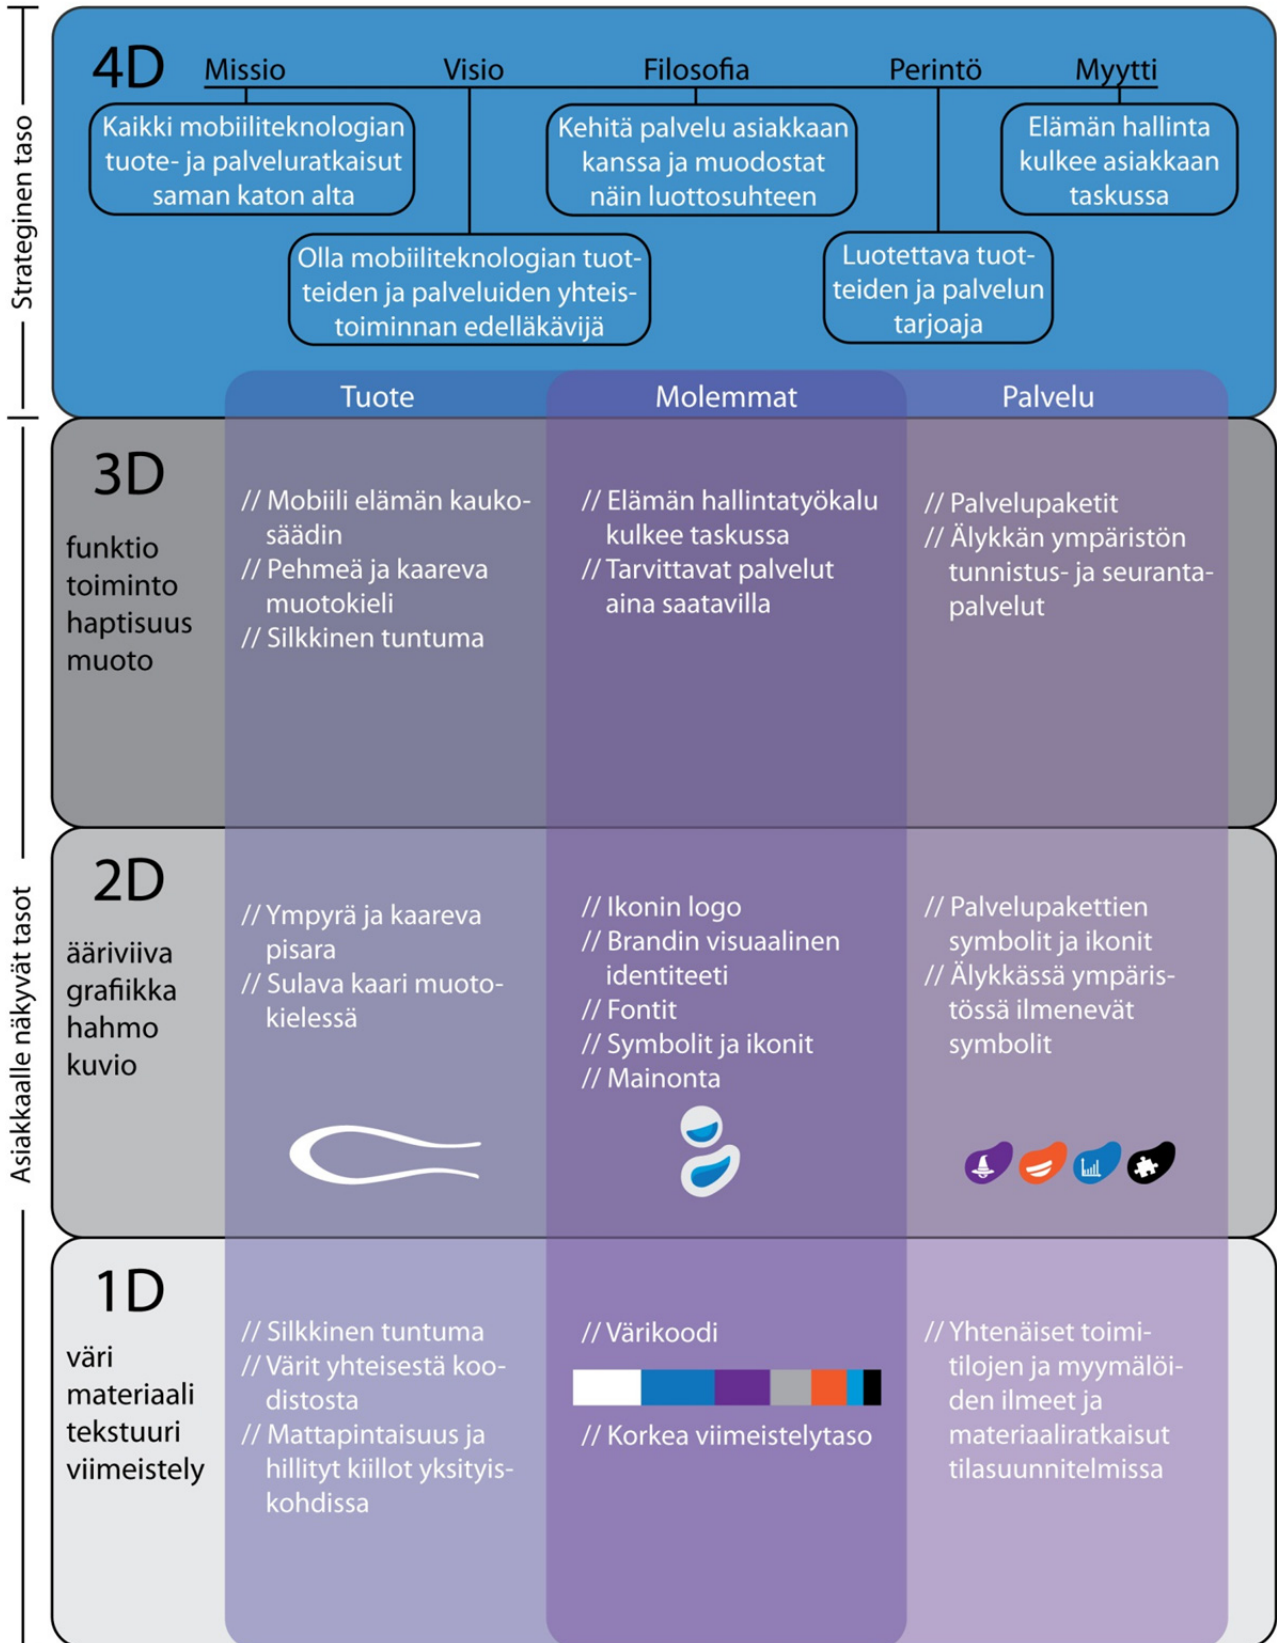 Strateginen taso
4D
Missio
Visio
Filosofia
Perintö
Myytti
Kaikki mobiiliteknologian
tuote- ja palveluratkaisut
saman katon alta
Kehitä palvelu asiakkaan
kanssa ja muodostat
näin luottosuhteen
Elämän hallinta
kulkee asiakkaan
taskussa
Olla mobiiliteknologian tuot-
teiden ja palveluiden yhteis-
toiminnan edelläkävijä
Luotettava tuot-
teiden ja palvelun
tarjoaja
Tuote
Molemmat
Palvelu
Asiakkaalle näkyvät tasot
3D
funktio
toiminto
haptisuus
muoto
// Mobiili elämän kauko-
säädin
// Pehmeä ja kaareva
muotokieli
// Silkkinen tuntuma
// Elämän hallintatyökalu
kulkee taskussa
// Tarvittavat palvelut
aina saatavilla
// Palvelupaketit
// Älykkän ympäristön
tunnistus- ja seuranta-
palvelut
2D
ääriviiva
grafiikka
hahmo
kuvio
// Ympyrä ja kaareva
pisara
// Sulava kaari muoto-
kielessä
// Ikonin logo
// Brandin visuaalinen
identiteeti
// Fontit
// Symbolit ja ikonit
// Mainonta
// Palvelupakettien
symbolit ja ikonit
// Älykkässä ympäris-
tössä ilmenevät
symbolit
1D
väri
materiaali
tekstuuri
viimeistely
// Silkkinen tuntuma
// Värit yhteisestä koo-
distosta
// Mattapintaisuus ja
hillityt kiillot yksityis-
kohdissa
// Värikoodi
// Korkea viimeistelytaso
// Yhtenäiset toimi-
tilojen ja myymälöi-
den ilmeet ja
materiaaliratkaisut
tilasuunnitelmissa